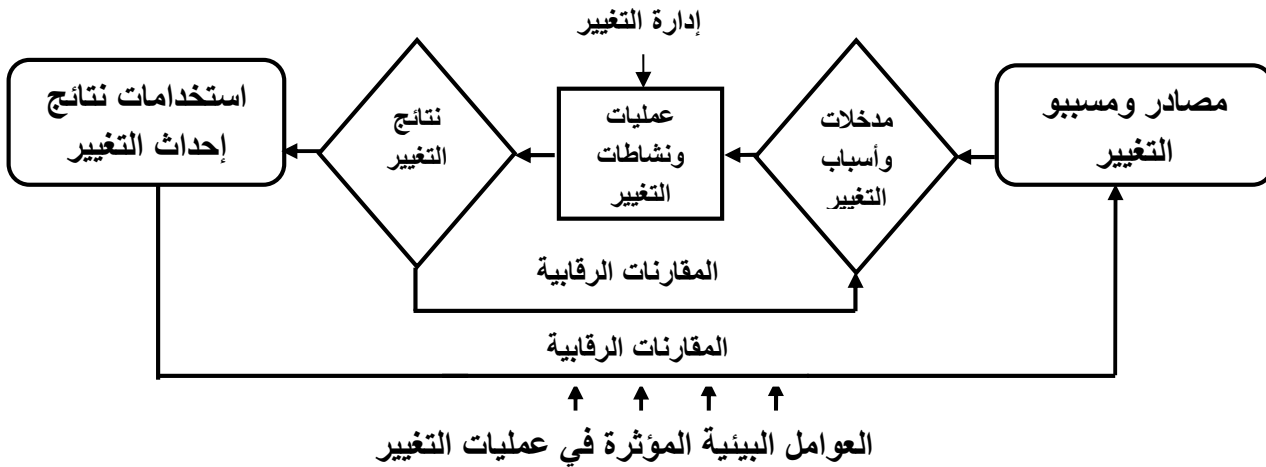 إدارة التغيير
مصادر ومسببو
التغيير
مدخلات
وأسباب
التغيير
عمليات
ونشاطات
التغيير
نتائج
التغيير
استخدامات نتائج
إحداث التغيير
المقارنات الرقابية
المقارنات الرقابية
العوامل البيئية المؤثرة في عمليات التغيير